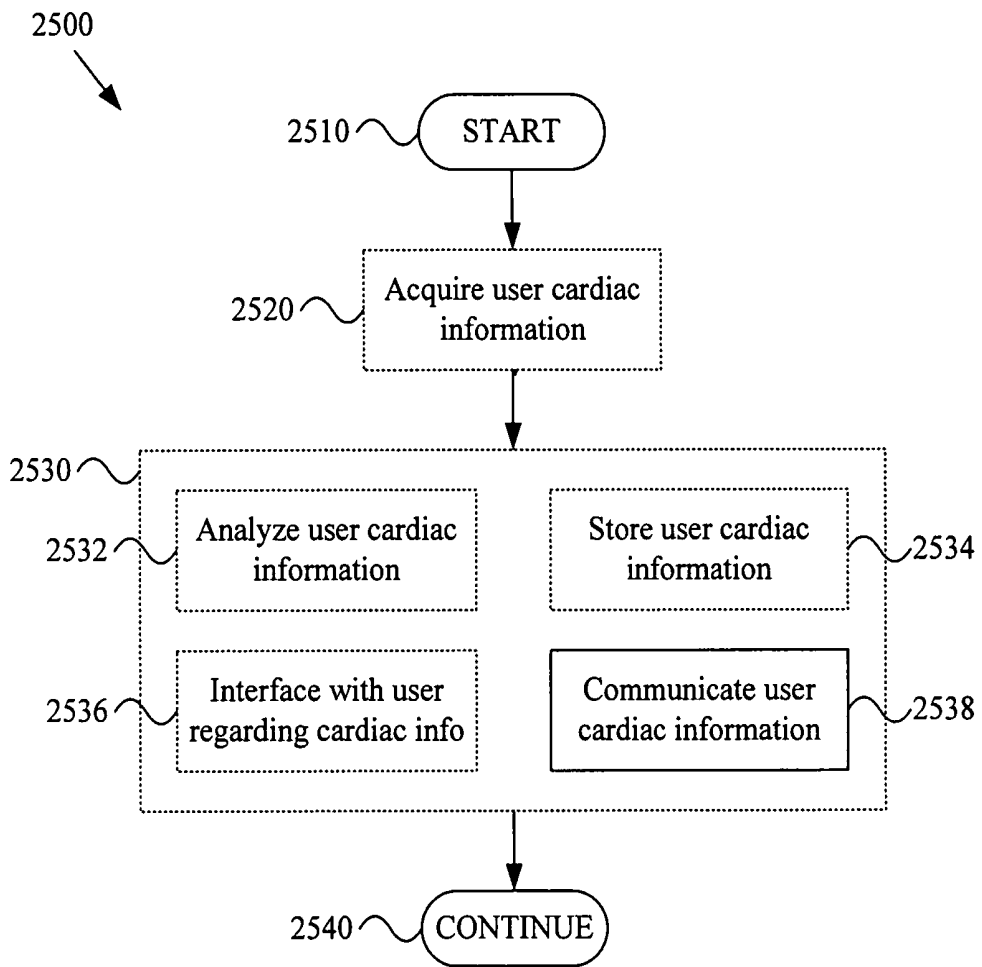 2500
2510
START
2520
Acquire user cardiac
information
2530
2532
Analyze user cardiac
information
Store user cardiac
information
2534
2536
Interface with user
regarding cardiac info
Communicate user
cardiac information
2538
2540
CONTINUE